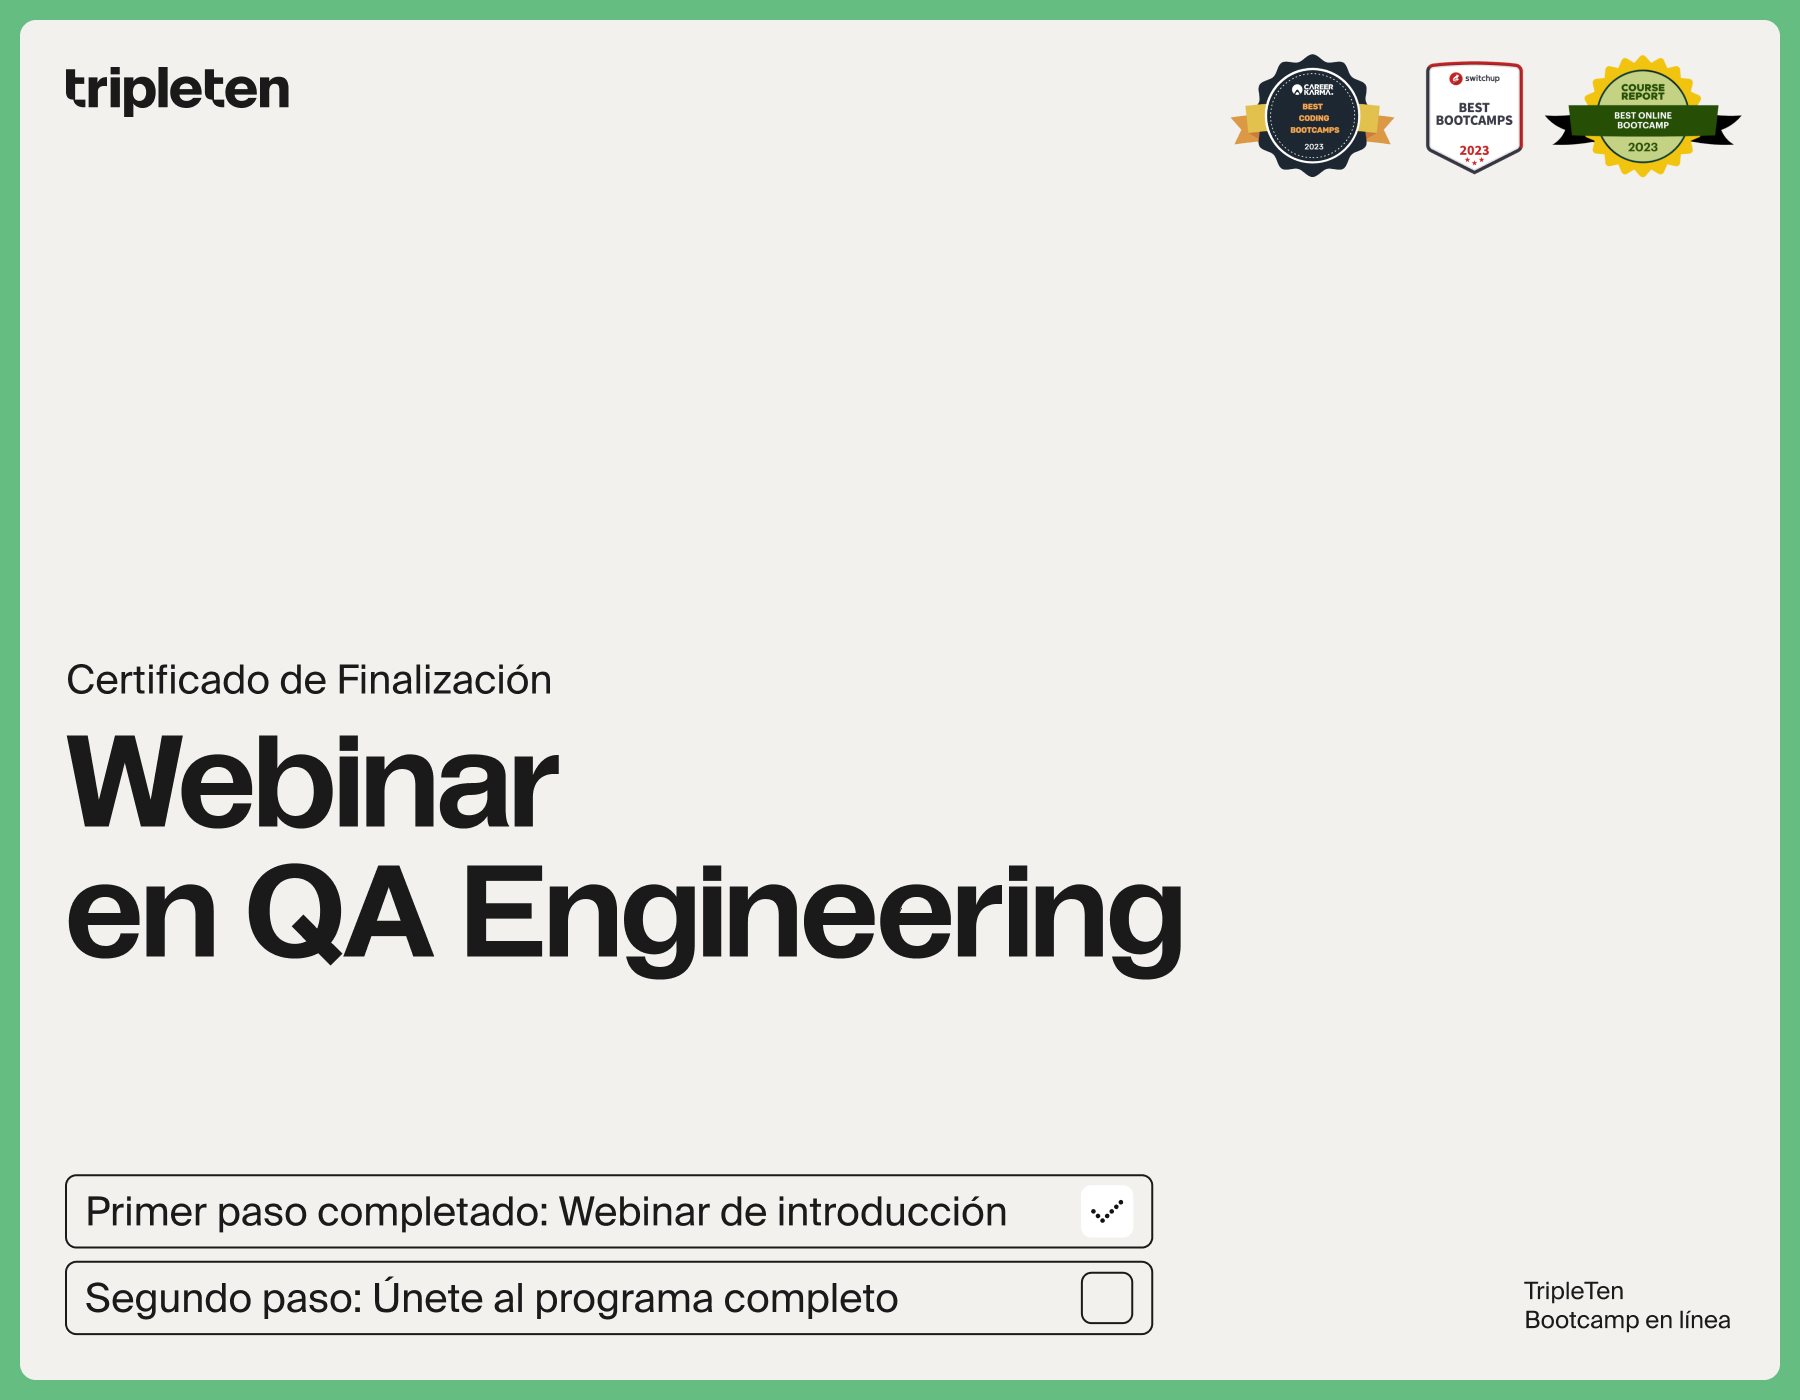 tripleten
CAREER
KARMA
BEST
CODING
BOOTCAMPS
2023
switchup
BEST
BOOTCAMPS
2023
COURSE
REPORT
BEST ONLINE
BOOTCAMP
2023
Certificado de Finalización
Webinar
en QA Engineering
Primer paso completado: Webinar de introducción
Segundo paso: Únete al programa completo
TripleTen
Bootcamp en línea